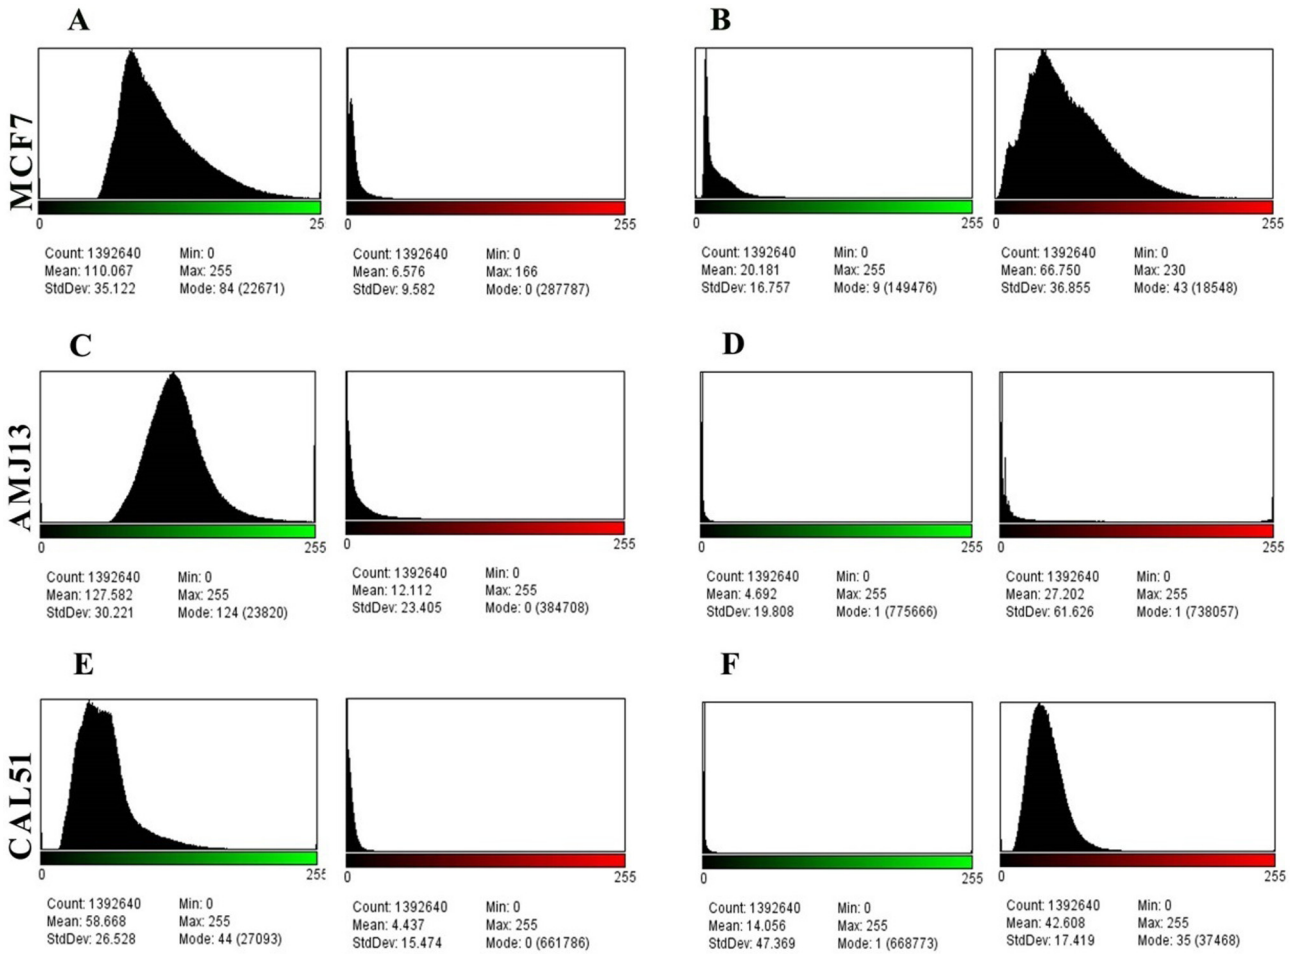 A
B
MCF7
0 25
0 255
0 255
0 255
Count: 1392640 Min: 0
Mean: 110.067 Max: 255
StdDev: 35.122 Mode: 84 (22671)
Count: 1392640 Min: 0
Mean: 6.576 Max: 166
StdDev: 9.582 Mode: 0 (287787)
Count: 1392640 Min: 0
Mean: 20.181 Max: 255
StdDev: 16.757 Mode: 9 (149476)
Count: 1392640 Min: 0
Mean: 66.750 Max: 230
StdDev: 36.855 Mode: 43 (18548)
C
D
AMJ13
0 255
0 255
0 255
0 255
Count: 1392640 Min: 0
Mean: 127.582 Max: 255
StdDev: 30.221 Mode: 124 (23820)
Count: 1392640 Min: 0
Mean: 12.112 Max: 255
StdDev: 23.405 Mode: 0 (384708)
Count: 1392640 Min: 0
Mean: 4.692 Max: 255
StdDev: 19.808 Mode: 1 (775666)
Count: 1392640 Min: 0
Mean: 27.202 Max: 255
StdDev: 61.626 Mode: 1 (738057)
E
F
CAL51
0 255
0 255
0 255
0 255
Count: 1392640 Min: 0
Mean: 58.668 Max: 255
StdDev: 26.528 Mode: 44 (27093)
Count: 1392640 Min: 0
Mean: 4.437 Max: 255
StdDev: 15.474 Mode: 0 (661786)
Count: 1392640 Min: 0
Mean: 14.056 Max: 255
StdDev: 47.369 Mode: 1 (668773)
Count: 1392640 Min: 0
Mean: 42.608 Max: 255
StdDev: 17.419 Mode: 35 (37468)